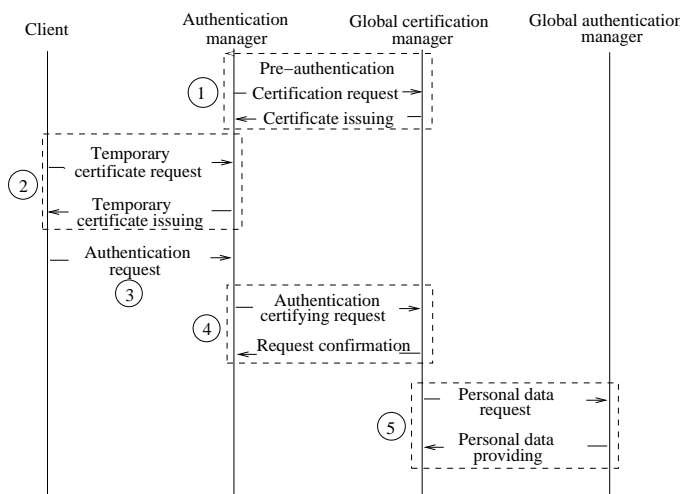 Client
Authentication
manager
Global certification
manager
Global authentication
manager
Pre−authentication
1
Certification request
Certificate issuing
2
Temporary
certificate request
Temporary
certificate issuing
Authentication
request
3
4
Authentication
certifying request
Request confirmation
5
Personal data
request
Personal data
providing